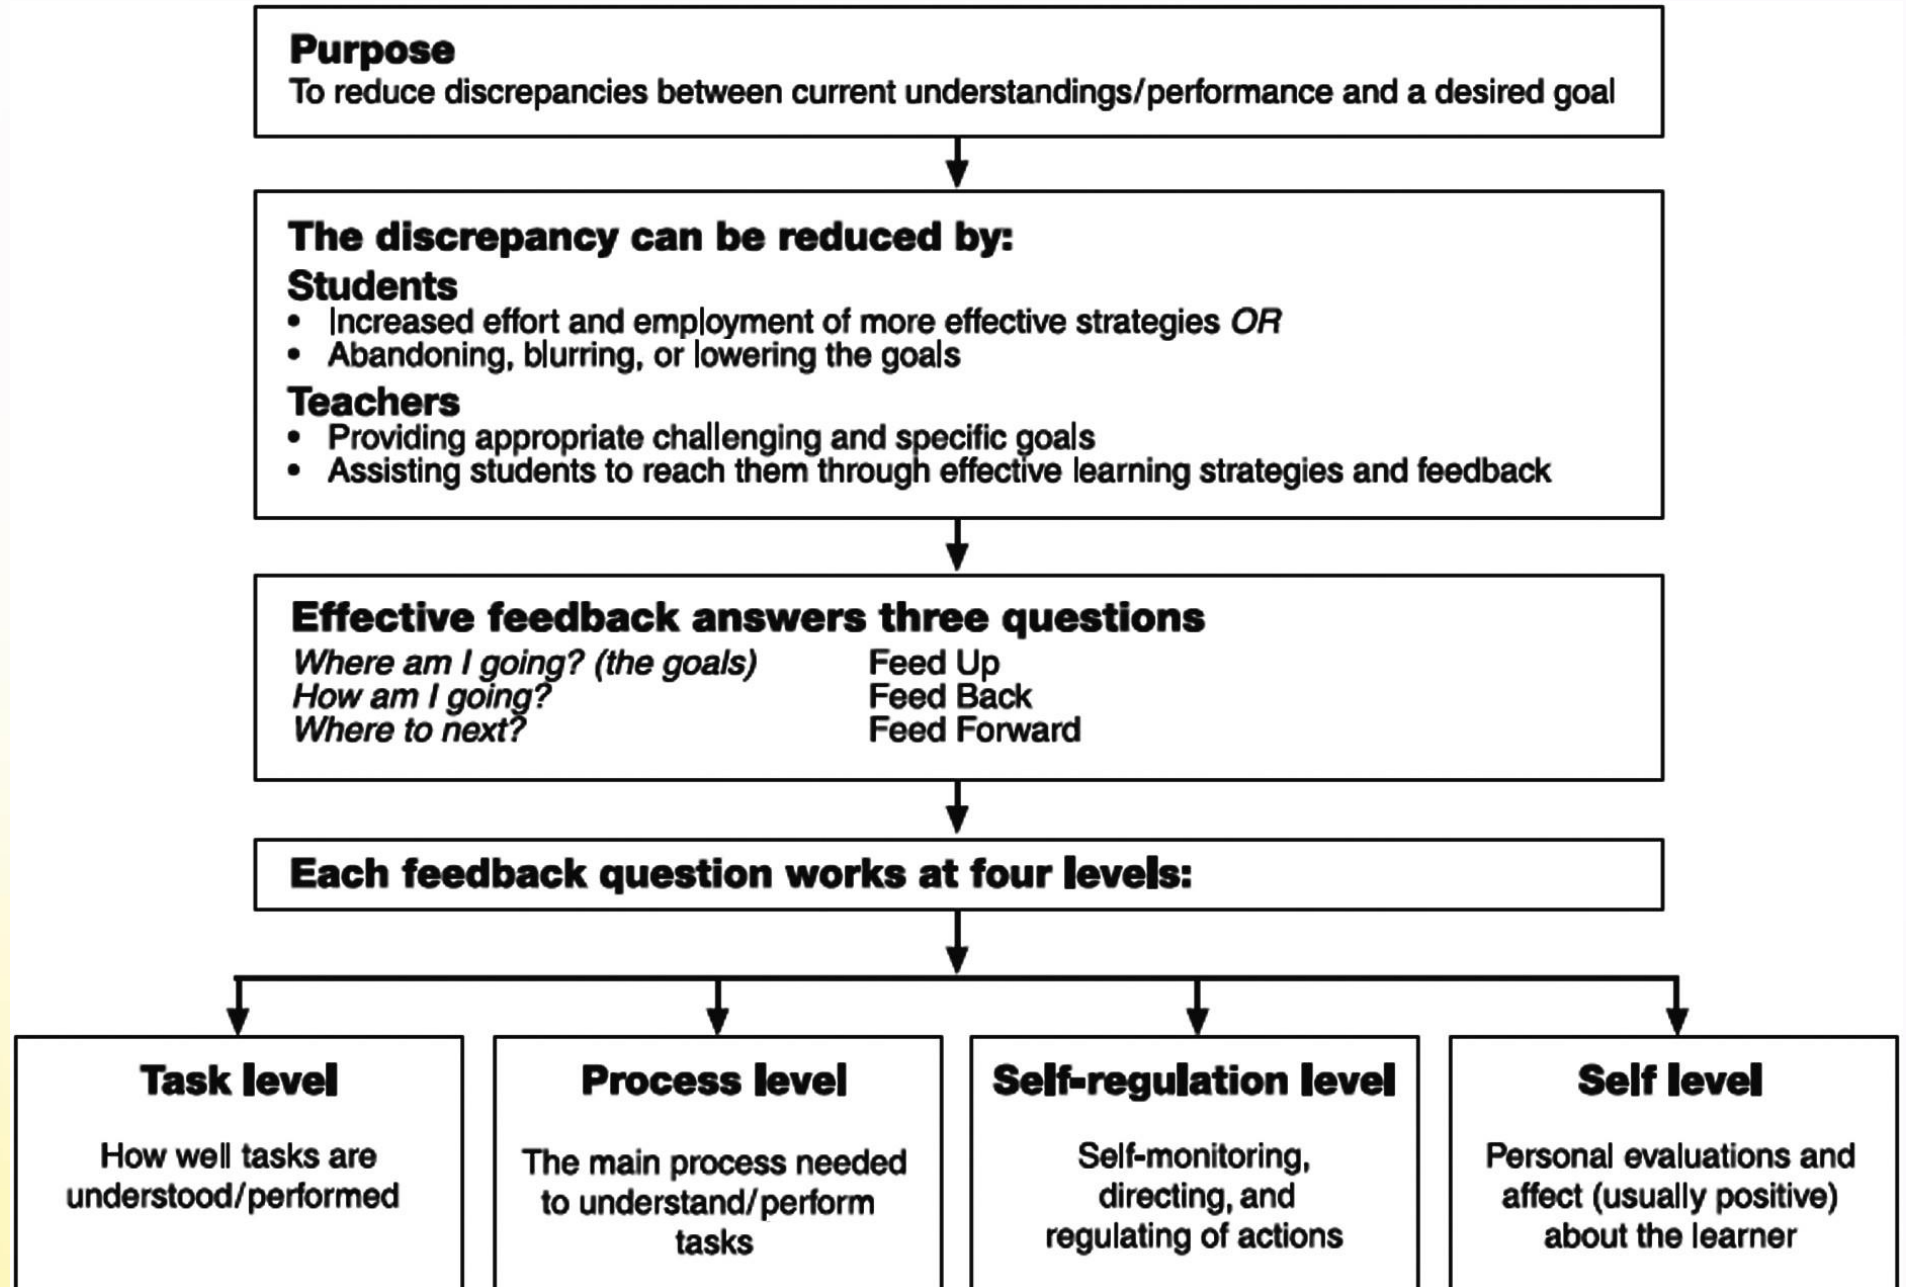 Purpose
To reduce discrepancies between current understandings/performance and a desired goal
The discrepancy can be reduced by:
Students
• Increased effort and employment of more effective strategies OR
• Abandoning, blurring, or lowering the goals
Teachers
• Providing appropriate challenging and specific goals
• Assisting students to reach them through effective learning strategies and feedback
Effective feedback answers three questions
Where am I going? (the goals) Feed Up
How am I going? Feed Back
Where to next? Feed Forward
Each feedback question works at four levels:
Task level
How well tasks are
understood/performed
Process level
The main process needed
to understand/perform
tasks
Self-regulation level
Self-monitoring,
directing, and
regulating of actions
Self level
Personal evaluations and
affect (usually positive)
about the learner